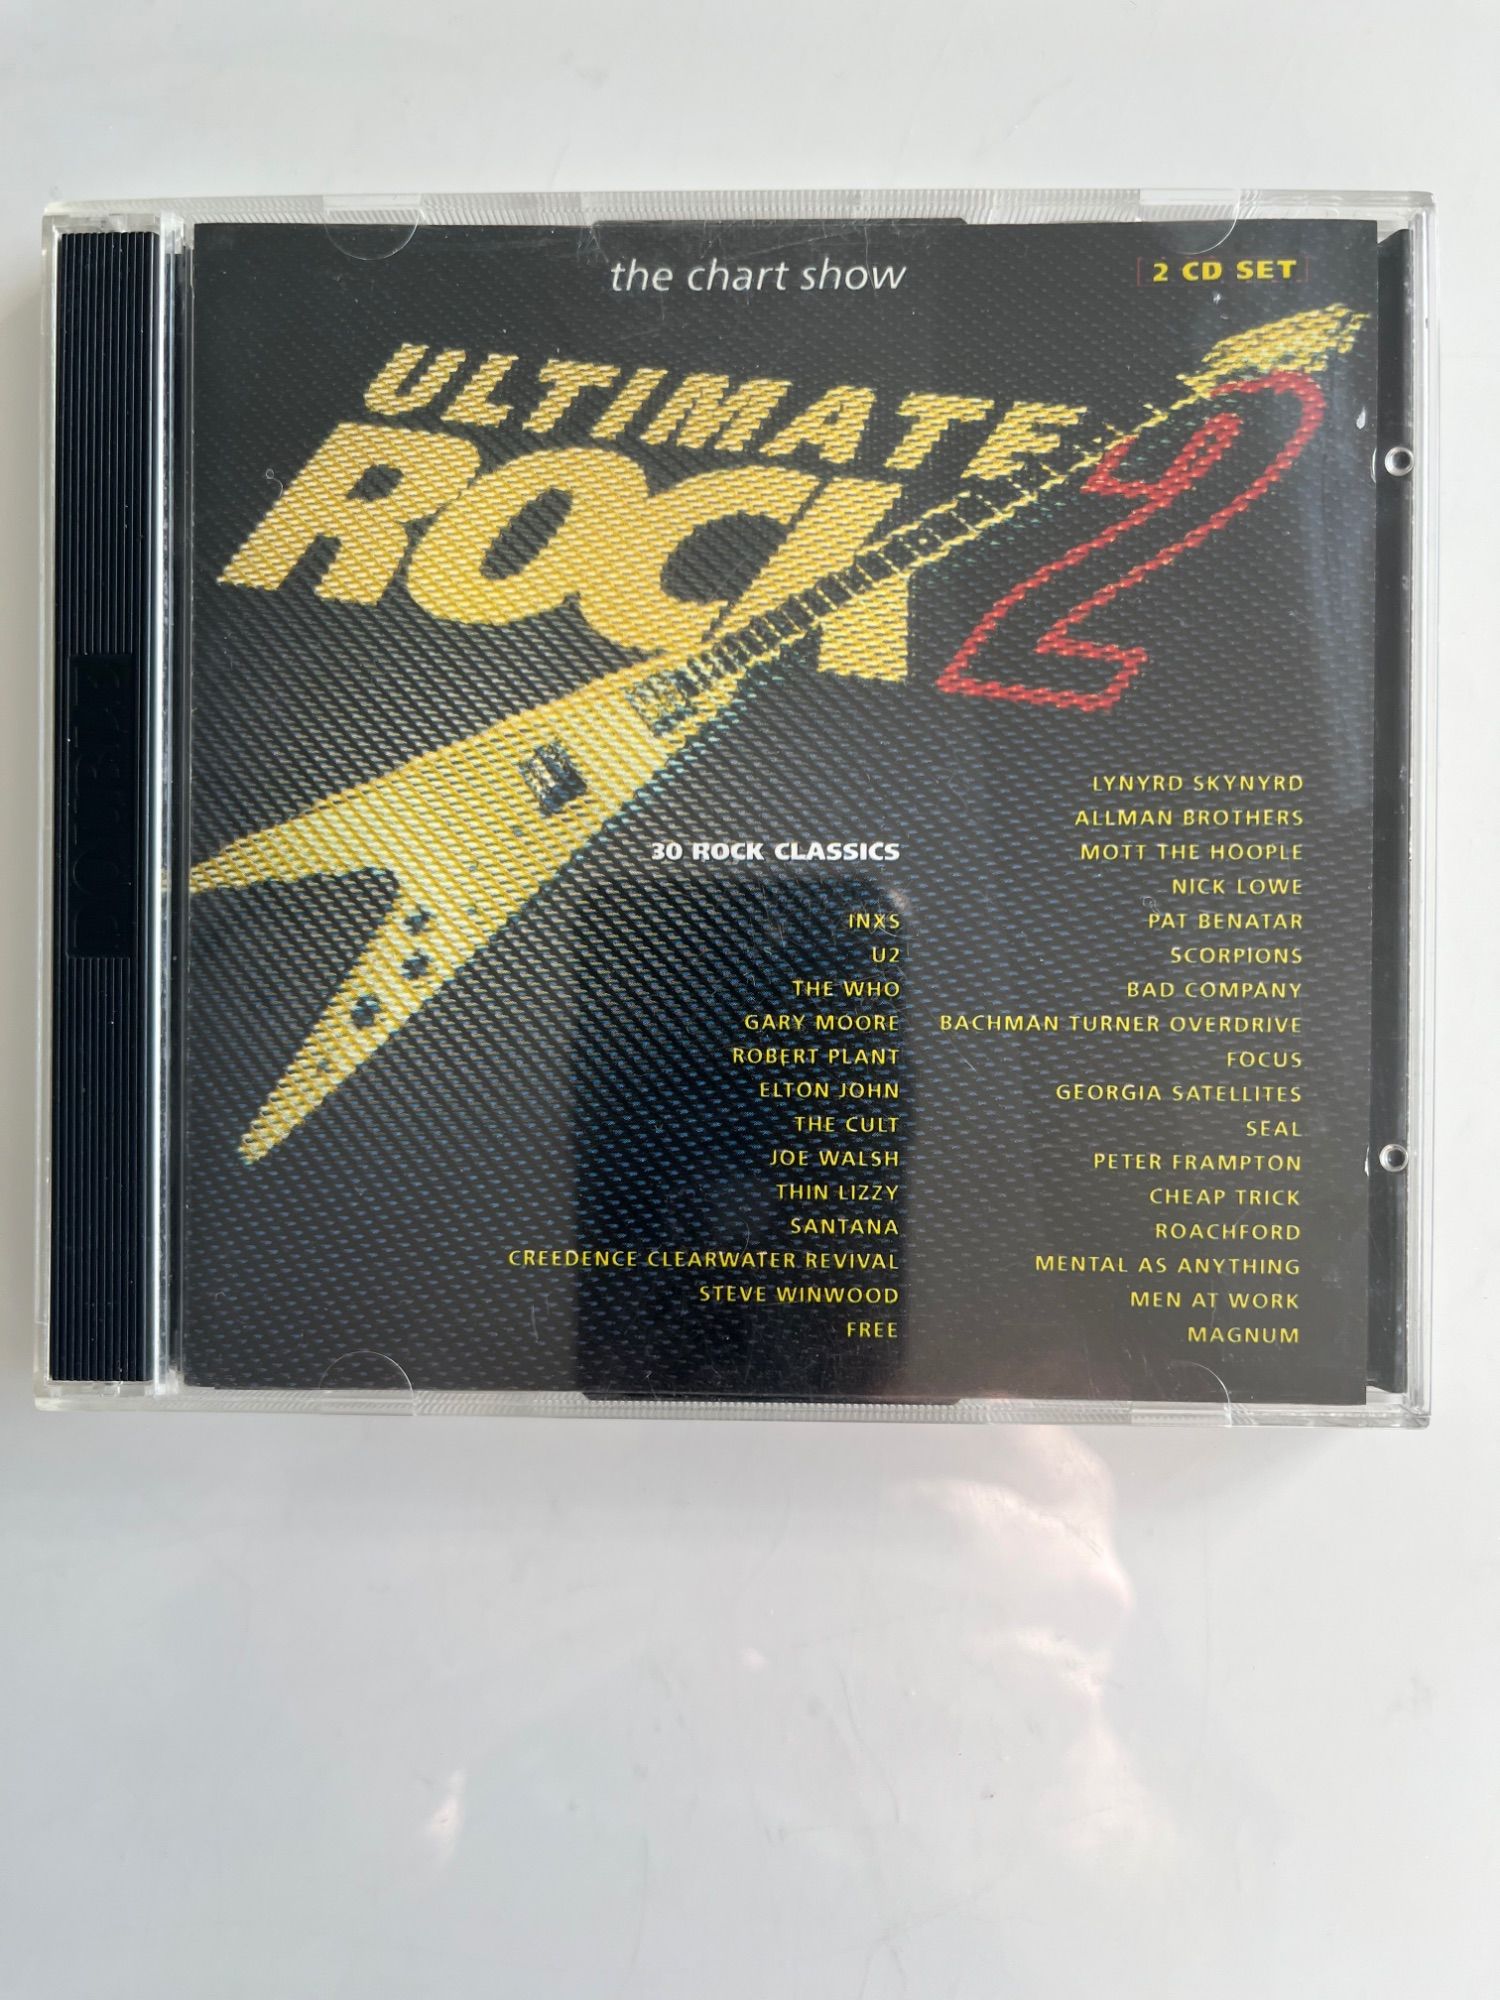 the chart show
[2 CD SET]
ULTIMATE
ROCK 2
30 ROCK CLASSICS
INXS
U2
THE WHO
GARY MOORE
ROBERT PLANT
ELTON JOHN
THE CULT
JOE WALSH
THIN LIZZY
SANTANA
CREEDENCE CLEARWATER REVIVAL
STEVE WINWOOD
FREE
LYNYRD SKYNYRD
ALLMAN BROTHERS
MOTT THE HOOPLE
NICK LOWE
PAT BENATAR
SCORPIONS
BAD COMPANY
BACHMAN TURNER OVERDRIVE
FOCUS
GEORGIA SATELLITES
SEAL
PETER FRAMPTON
CHEAP TRICK
ROACHFORD
MENTAL AS ANYTHING
MEN AT WORK
MAGNUM